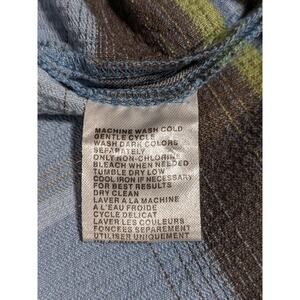 MACHINE WASH COLD
GENTLE CYCLE
WASH DARK COLORS
SEPARATELY
ONLY NON-CHLORINE
BLEACH WHEN NEEDED
TUMBLE DRY LOW
COOL IRON IF NECESSARY
FOR BEST RESULTS
DRY CLEAN
LAVER A LA MACHINE
A L'EAU FROIDE
CYCLE DELICAT
LAVER LES COULEURS
FONCEES SEPAREMENT
UTILISER UNIQUEMENT